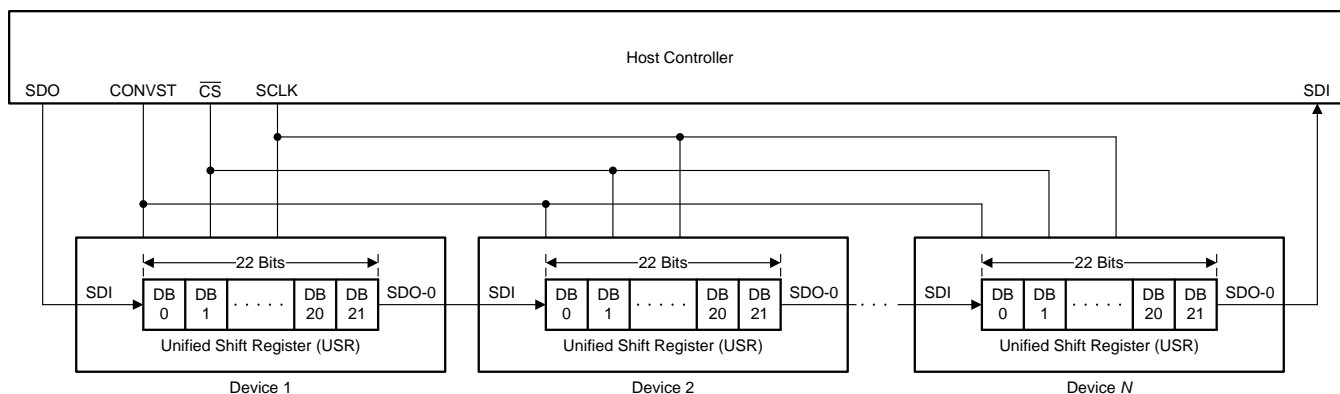 Host Controller
SDO CONVST C̅S̅ SCLK SDI
22 Bits 22 Bits 22 Bits
SDI DB 0 DB 1 . . . . . DB 20 DB 21 SDO-0 SDI DB 0 DB 1 . . . . . DB 20 DB 21 SDO-0 . . . . SDI DB 0 DB 1 . . . . . DB 20 DB 21 SDO-0
Unified Shift Register (USR) Unified Shift Register (USR) Unified Shift Register (USR)
Device 1 Device 2 Device N